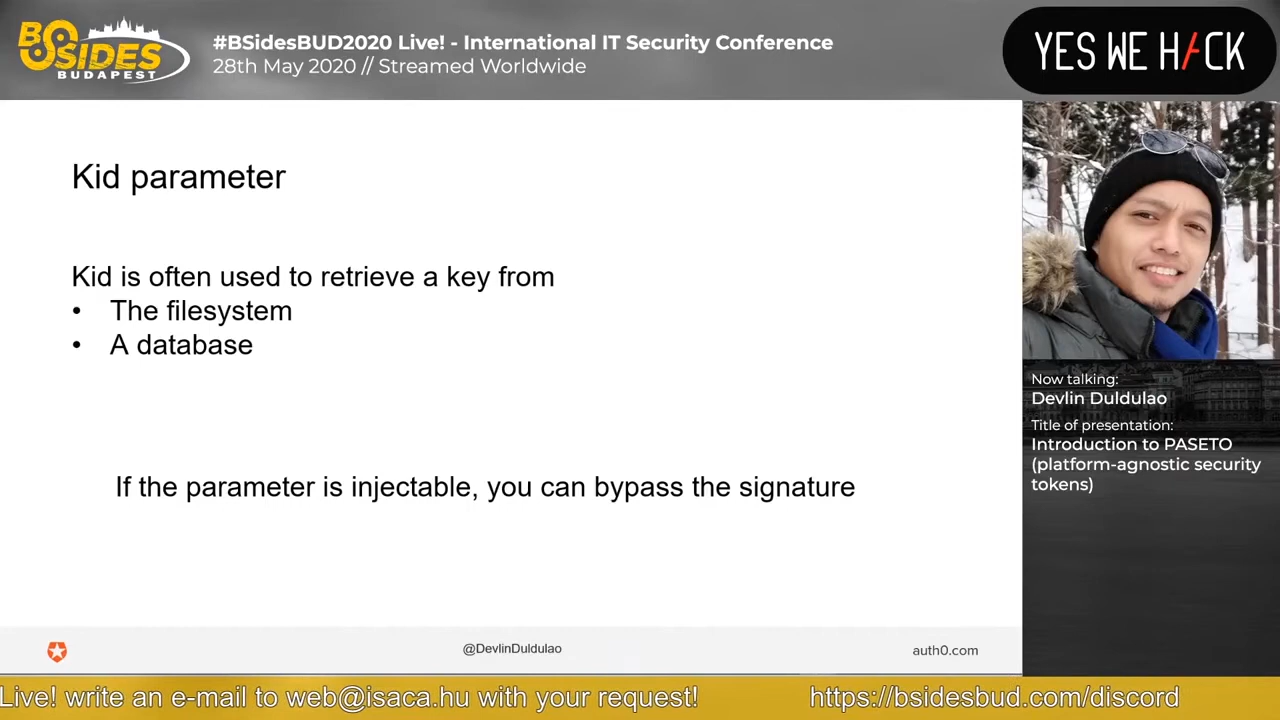 BSIDES
BUDAPEST
#BSidesBUD2020 Live! - International IT Security Conference
28th May 2020 // Streamed Worldwide
YES WE H/CK
Kid parameter
Kid is often used to retrieve a key from
• The filesystem
• A database
If the parameter is injectable, you can bypass the signature
Now talking:
Devlin Duldulao
Title of presentation:
Introduction to PASETO
(platform-agnostic security
tokens)
@DevlinDuldulao
auth0.com
Live! write an e-mail to web@isaca.hu with your request!
https://bsidesbud.com/discord